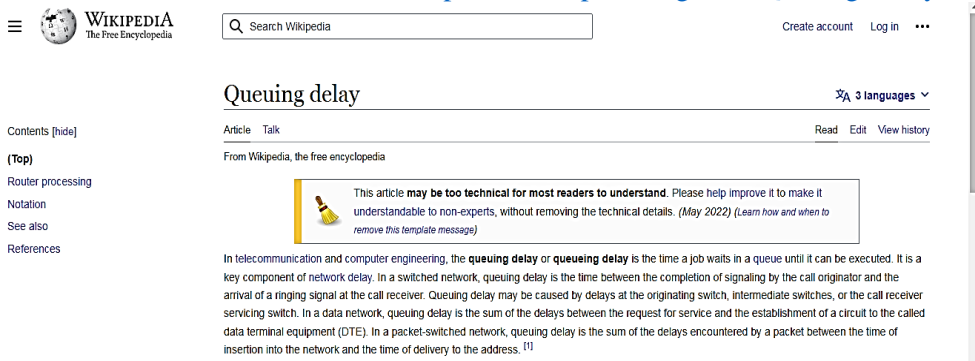 WIKIPEDIA
The Free Encyclopedia
Search Wikipedia
Create account Log in
Queuing delay
3 languages
Contents [hide]
Article Talk
Read Edit View history
(Top)
From Wikipedia, the free encyclopedia
Router processing
Notation
See also
References
This article may be too technical for most readers to understand. Please help improve it to make it
understandable to non-experts, without removing the technical details. (May 2022) (Learn how and when to
remove this template message)
In telecommunication and computer engineering, the queuing delay or queueing delay is the time a job waits in a queue until it can be executed. It is a
key component of network delay. In a switched network, queuing delay is the time between the completion of signaling by the call originator and the
arrival of a ringing signal at the call receiver. Queuing delay may be caused by delays at the originating switch, intermediate switches, or the call receiver
servicing switch. In a data network, queuing delay is the sum of the delays between the request for service and the establishment of a circuit to the called
data terminal equipment (DTE). In a packet-switched network, queuing delay is the sum of the delays encountered by a packet between the time of
insertion into the network and the time of delivery to the address. [1]